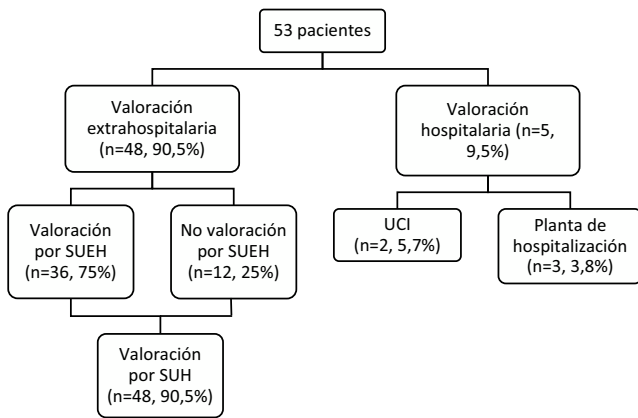 53 pacientes
Valoración
extrahospitalaria
(n=48, 90,5%)
Valoración
hospitalaria (n=5,
9,5%)
Valoración
por SUEH
(n=36, 75%)
No valoración
por SUEH
(n=12, 25%)
UCI
(n=2, 5,7%)
Planta de
hospitalización
(n=3, 3,8%)
Valoración
por SUH
(n=48, 90,5%)